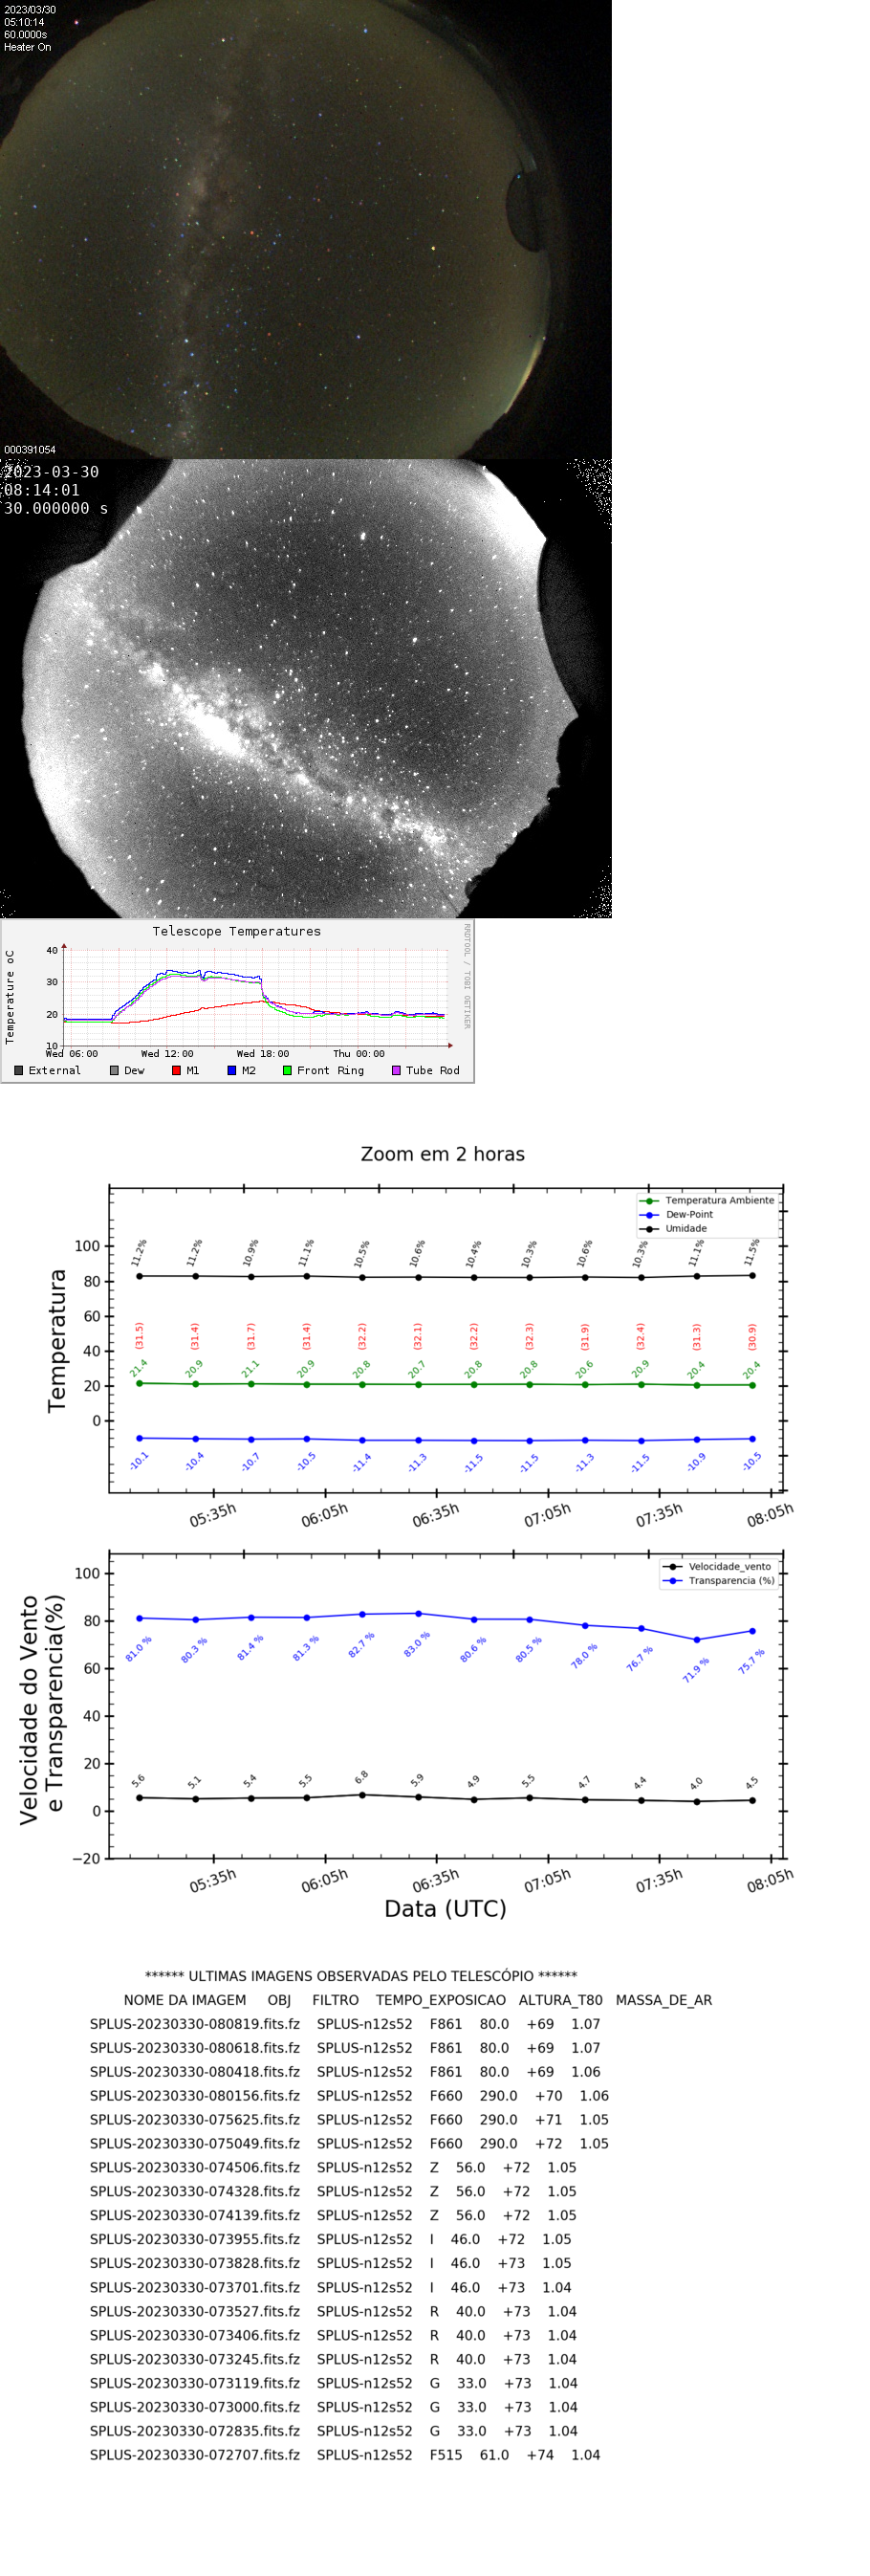 2023/03/30
05:10:14
60.0000s
Heater On
000391054
2023-03-30
08:14:01
30.000000 s
Telescope Temperatures
RRDTOOL / TOBI OETIKER
Temperature oC
40
30
20
10
Wed 06:00 Wed 12:00 Wed 18:00 Thu 00:00
External Dew M1 M2 Front Ring Tube Rod
Zoom em 2 horas
Temperatura Ambiente
Dew-Point
Umidade
Temperatura
100
80
60
40
20
0
11.2% 11.2% 10.9% 11.1% 10.5% 10.6% 10.4% 10.3% 10.6% 10.3% 11.1% 11.5%
(31.5) (31.4) (31.7) (31.4) (32.2) (32.1) (32.2) (32.3) (31.9) (32.4) (31.3) (30.9)
21.4 20.9 21.1 20.9 20.8 20.7 20.8 20.8 20.6 20.9 20.4 20.4
-10.1 -10.4 -10.7 -10.5 -11.4 -11.3 -11.5 -11.5 -11.3 -11.5 -10.9 -10.5
05:35h 06:05h 06:35h 07:05h 07:35h 08:05h
Velocidade_vento
Transparencia (%)
Velocidade do Vento
e Transparencia(%)
100
80
60
40
20
0
−20
81.0 % 80.3 % 81.4 % 81.3 % 82.7 % 83.0 % 80.6 % 80.5 % 78.0 % 76.7 % 71.9 % 75.7 %
5.6 5.1 5.4 5.5 6.8 5.9 4.9 5.5 4.7 4.4 4.0 4.5
05:35h 06:05h 06:35h 07:05h 07:35h 08:05h
Data (UTC)
****** ULTIMAS IMAGENS OBSERVADAS PELO TELESCÓPIO ******
NOME DA IMAGEM OBJ FILTRO TEMPO_EXPOSICAO ALTURA_T80 MASSA_DE_AR
SPLUS-20230330-080819.fits.fz SPLUS-n12s52 F861 80.0 +69 1.07
SPLUS-20230330-080618.fits.fz SPLUS-n12s52 F861 80.0 +69 1.07
SPLUS-20230330-080418.fits.fz SPLUS-n12s52 F861 80.0 +69 1.06
SPLUS-20230330-080156.fits.fz SPLUS-n12s52 F660 290.0 +70 1.06
SPLUS-20230330-075625.fits.fz SPLUS-n12s52 F660 290.0 +71 1.05
SPLUS-20230330-075049.fits.fz SPLUS-n12s52 F660 290.0 +72 1.05
SPLUS-20230330-074506.fits.fz SPLUS-n12s52 Z 56.0 +72 1.05
SPLUS-20230330-074328.fits.fz SPLUS-n12s52 Z 56.0 +72 1.05
SPLUS-20230330-074139.fits.fz SPLUS-n12s52 Z 56.0 +72 1.05
SPLUS-20230330-073955.fits.fz SPLUS-n12s52 I 46.0 +72 1.05
SPLUS-20230330-073828.fits.fz SPLUS-n12s52 I 46.0 +73 1.05
SPLUS-20230330-073701.fits.fz SPLUS-n12s52 I 46.0 +73 1.04
SPLUS-20230330-073527.fits.fz SPLUS-n12s52 R 40.0 +73 1.04
SPLUS-20230330-073406.fits.fz SPLUS-n12s52 R 40.0 +73 1.04
SPLUS-20230330-073245.fits.fz SPLUS-n12s52 R 40.0 +73 1.04
SPLUS-20230330-073119.fits.fz SPLUS-n12s52 G 33.0 +73 1.04
SPLUS-20230330-073000.fits.fz SPLUS-n12s52 G 33.0 +73 1.04
SPLUS-20230330-072835.fits.fz SPLUS-n12s52 G 33.0 +73 1.04
SPLUS-20230330-072707.fits.fz SPLUS-n12s52 F515 61.0 +74 1.04